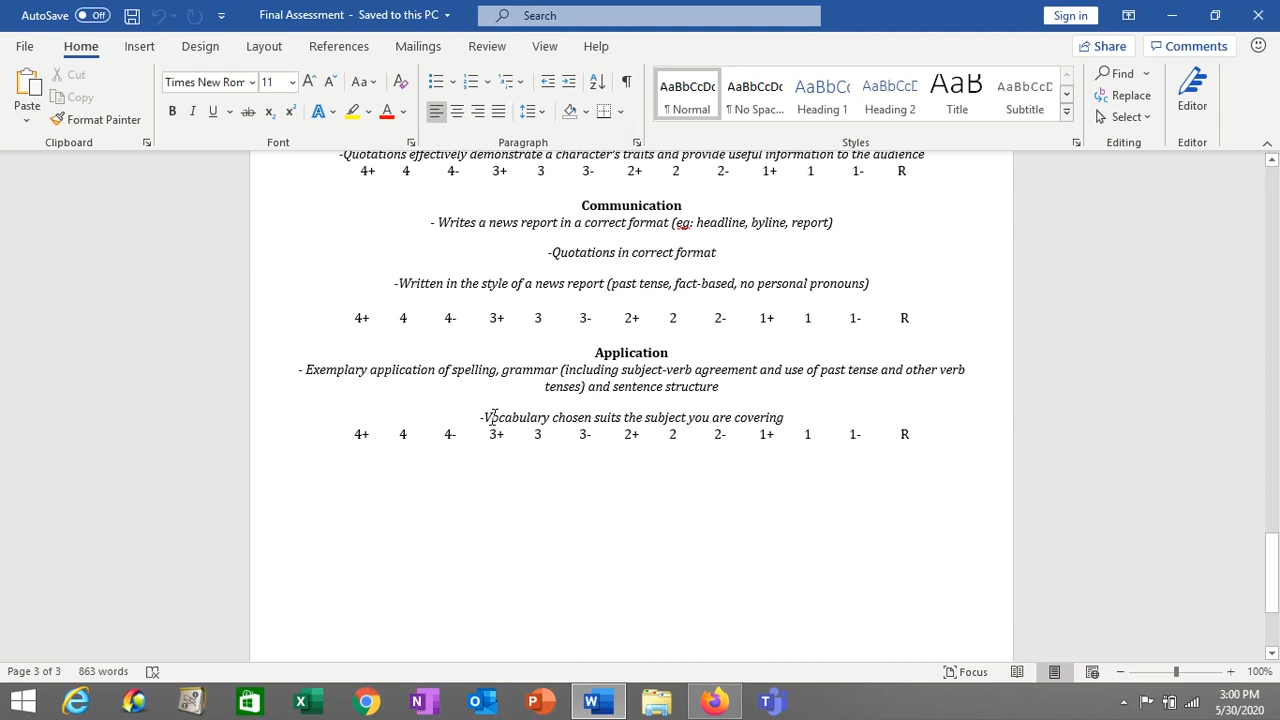 AutoSave Off Final Assessment - Saved to this PC Search Sign in
File Home Insert Design Layout References Mailings Review View Help Share Comments
Paste Cut Copy Format Painter
Times New Rom 11
AaBbCcDc AaBbCcDc AaBbCc AaBbCcD AaB AaBbCcD
¶ Normal ¶ No Spac... Heading 1 Heading 2 Title Subtitle
Find Replace Select Editor
Clipboard Font Paragraph Styles Editing Editor
-Quotations effectively demonstrate a character's traits and provide useful information to the audience
4+ 4 4- 3+ 3 3- 2+ 2 2- 1+ 1 1- R
Communication
- Writes a news report in a correct format (eg: headline, byline, report)
-Quotations in correct format
-Written in the style of a news report (past tense, fact-based, no personal pronouns)
4+ 4 4- 3+ 3 3- 2+ 2 2- 1+ 1 1- R
Application
- Exemplary application of spelling, grammar (including subject-verb agreement and use of past tense and other verb
tenses) and sentence structure
-Vocabulary chosen suits the subject you are covering
4+ 4 4- 3+ 3 3- 2+ 2 2- 1+ 1 1- R
Page 3 of 3 863 words Focus 100%
3:00 PM
5/30/2020